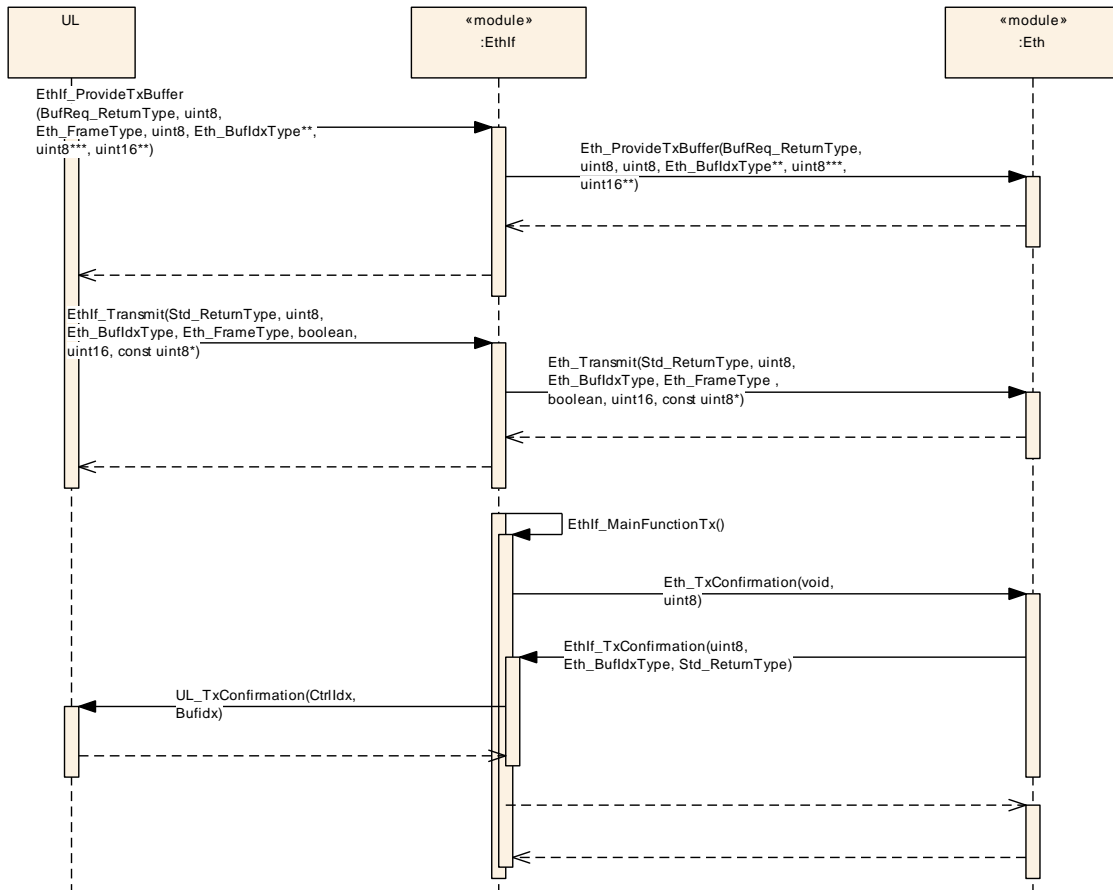 UL
«module»
:EthIf
«module»
:Eth
EthIf_ProvideTxBuffer
(BufReq_ReturnType, uint8,
Eth_FrameType, uint8, Eth_BufIdxType**,
uint8***, uint16**)
Eth_ProvideTxBuffer(BufReq_ReturnType,
uint8, uint8, Eth_BufIdxType**, uint8***,
uint16**)
EthIf_Transmit(Std_ReturnType, uint8,
Eth_BufIdxType, Eth_FrameType, boolean,
uint16, const uint8*)
Eth_Transmit(Std_ReturnType, uint8,
Eth_BufIdxType, Eth_FrameType ,
boolean, uint16, const uint8*)
EthIf_MainFunctionTx()
Eth_TxConfirmation(void,
uint8)
EthIf_TxConfirmation(uint8,
Eth_BufIdxType, Std_ReturnType)
UL_TxConfirmation(CtrlIdx,
Bufidx)